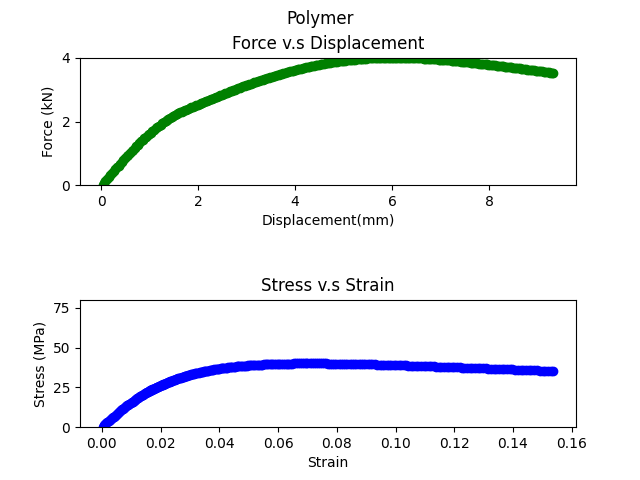 Polymer
Force v.s Displacement
4
2
0
Force (kN)
0 2 4 6 8
Displacement(mm)
Stress v.s Strain
75
50
25
0
Stress (MPa)
0.00 0.02 0.04 0.06 0.08 0.10 0.12 0.14 0.16
Strain